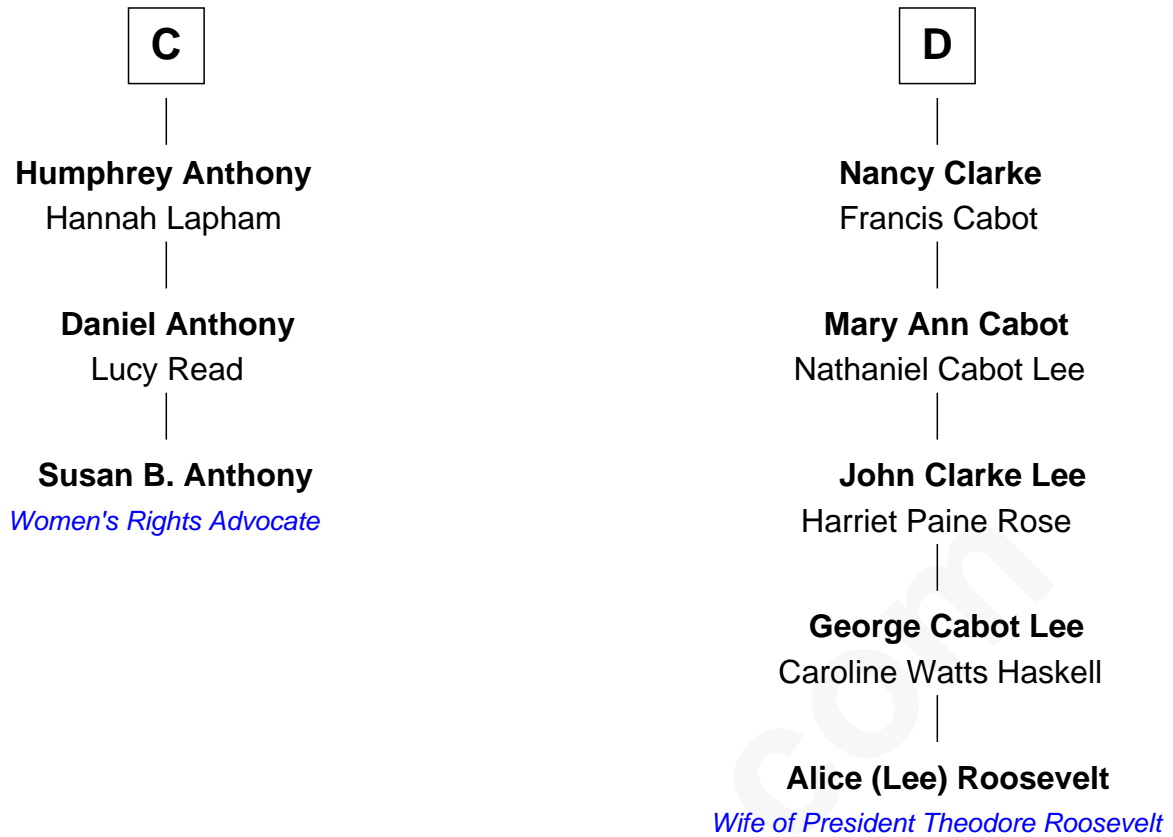 C
Humphrey Anthony
Hannah Lapham
Daniel Anthony
Lucy Read
Susan B. Anthony
Women's Rights Advocate
D
Nancy Clarke
Francis Cabot
Mary Ann Cabot
Nathaniel Cabot Lee
John Clarke Lee
Harriet Paine Rose
George Cabot Lee
Caroline Watts Haskell
Alice (Lee) Roosevelt
Wife of President Theodore Roosevelt
com